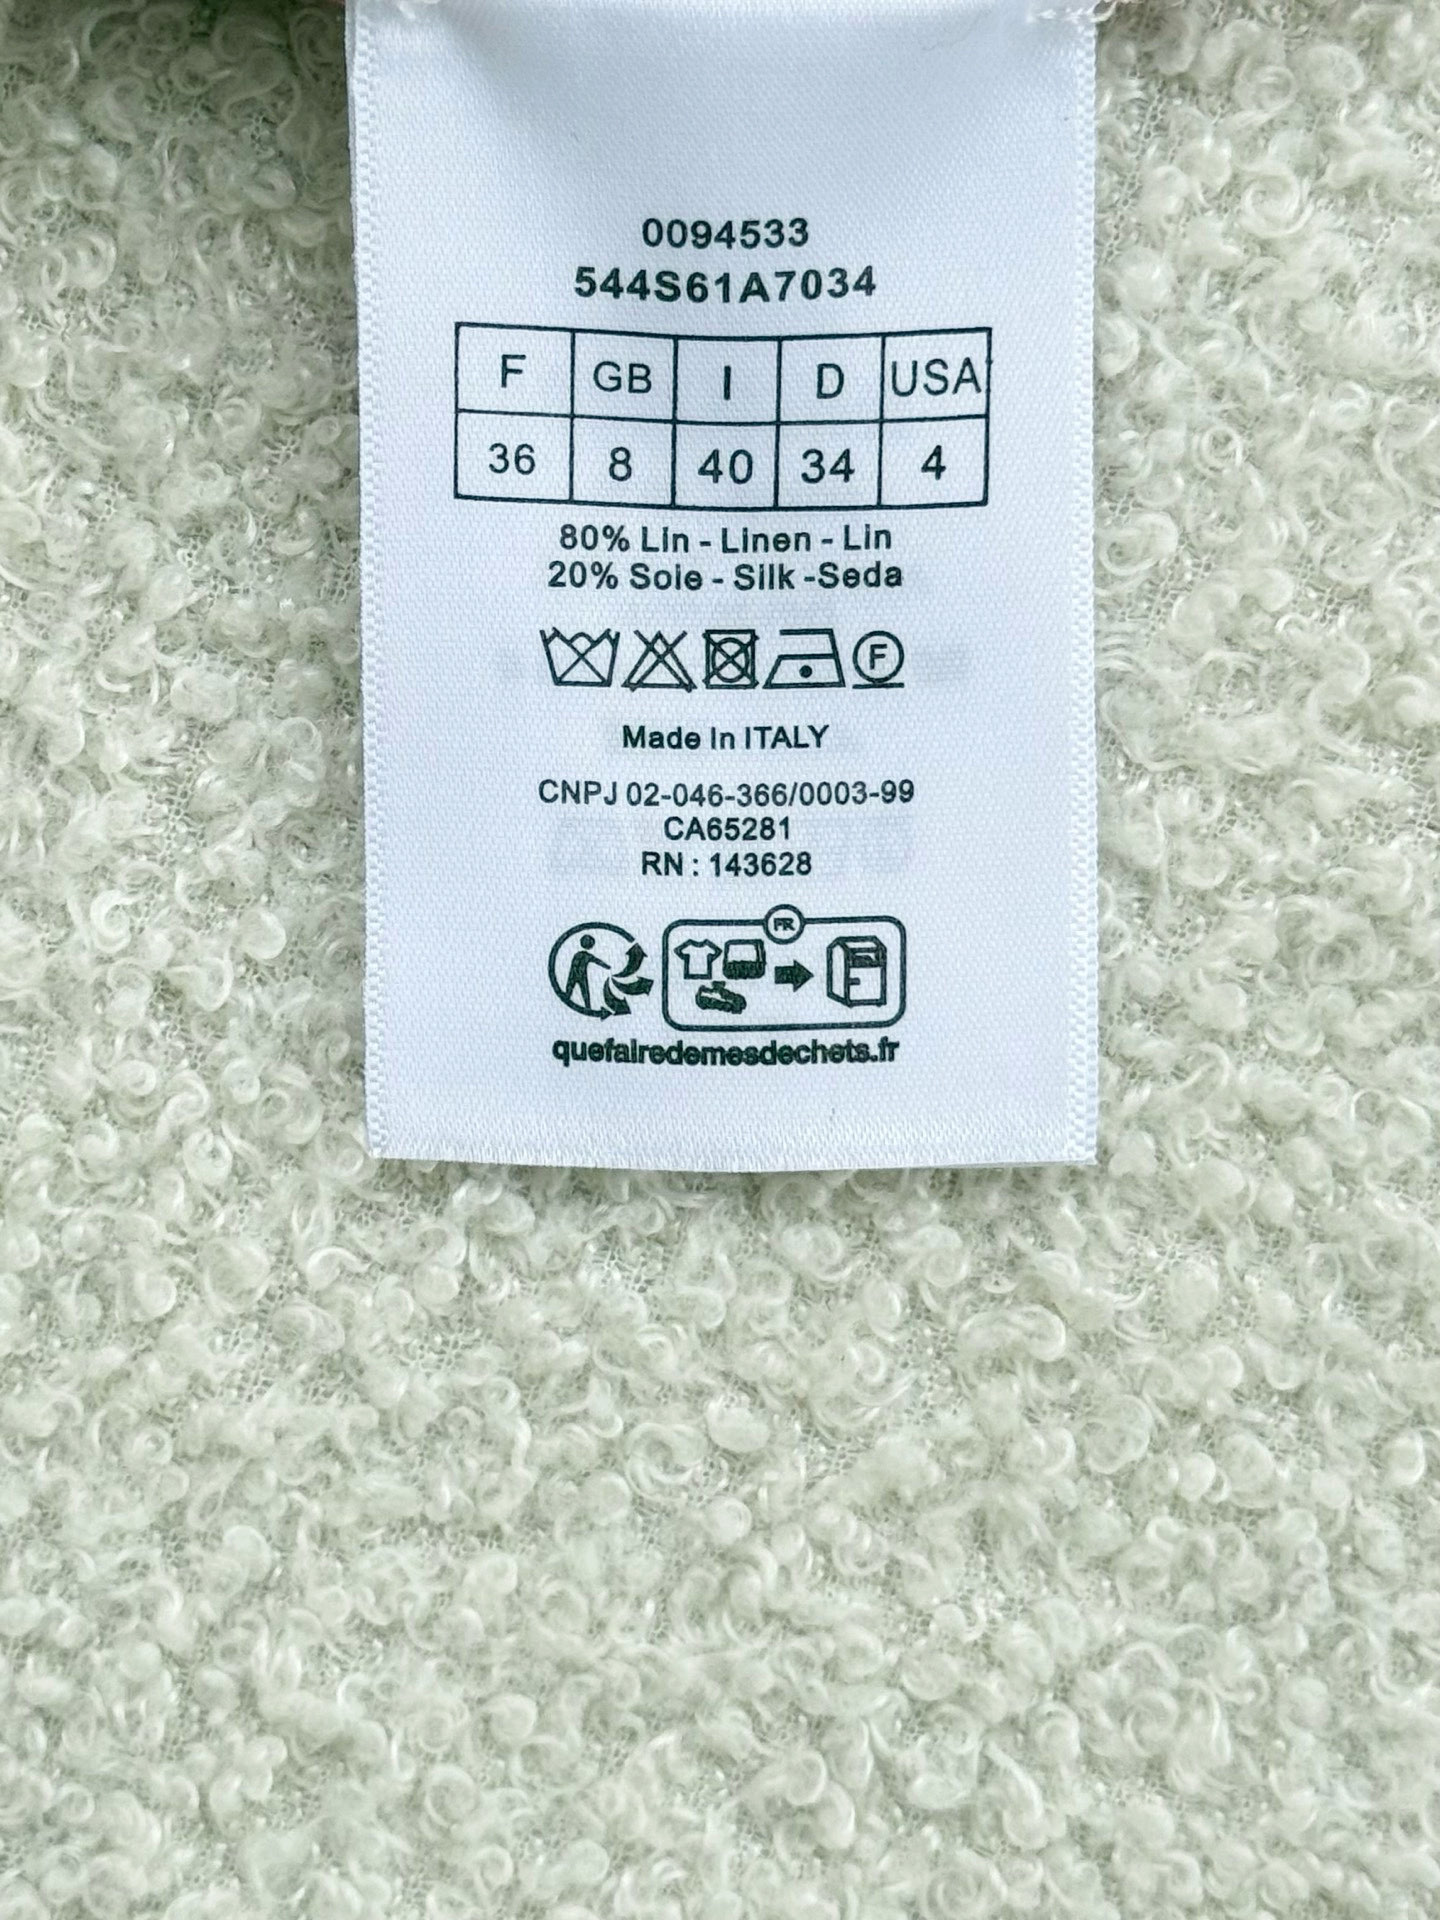 0094533
544S61A7034
F GB I D USA
36 8 40 34 4
80% Lin - Linen - Lin
20% Soie - Silk -Seda
F
Made in ITALY
CNPJ 02-046-366/0003-99
CA65281
RN : 143628
FR
quefairedemesdechets.fr